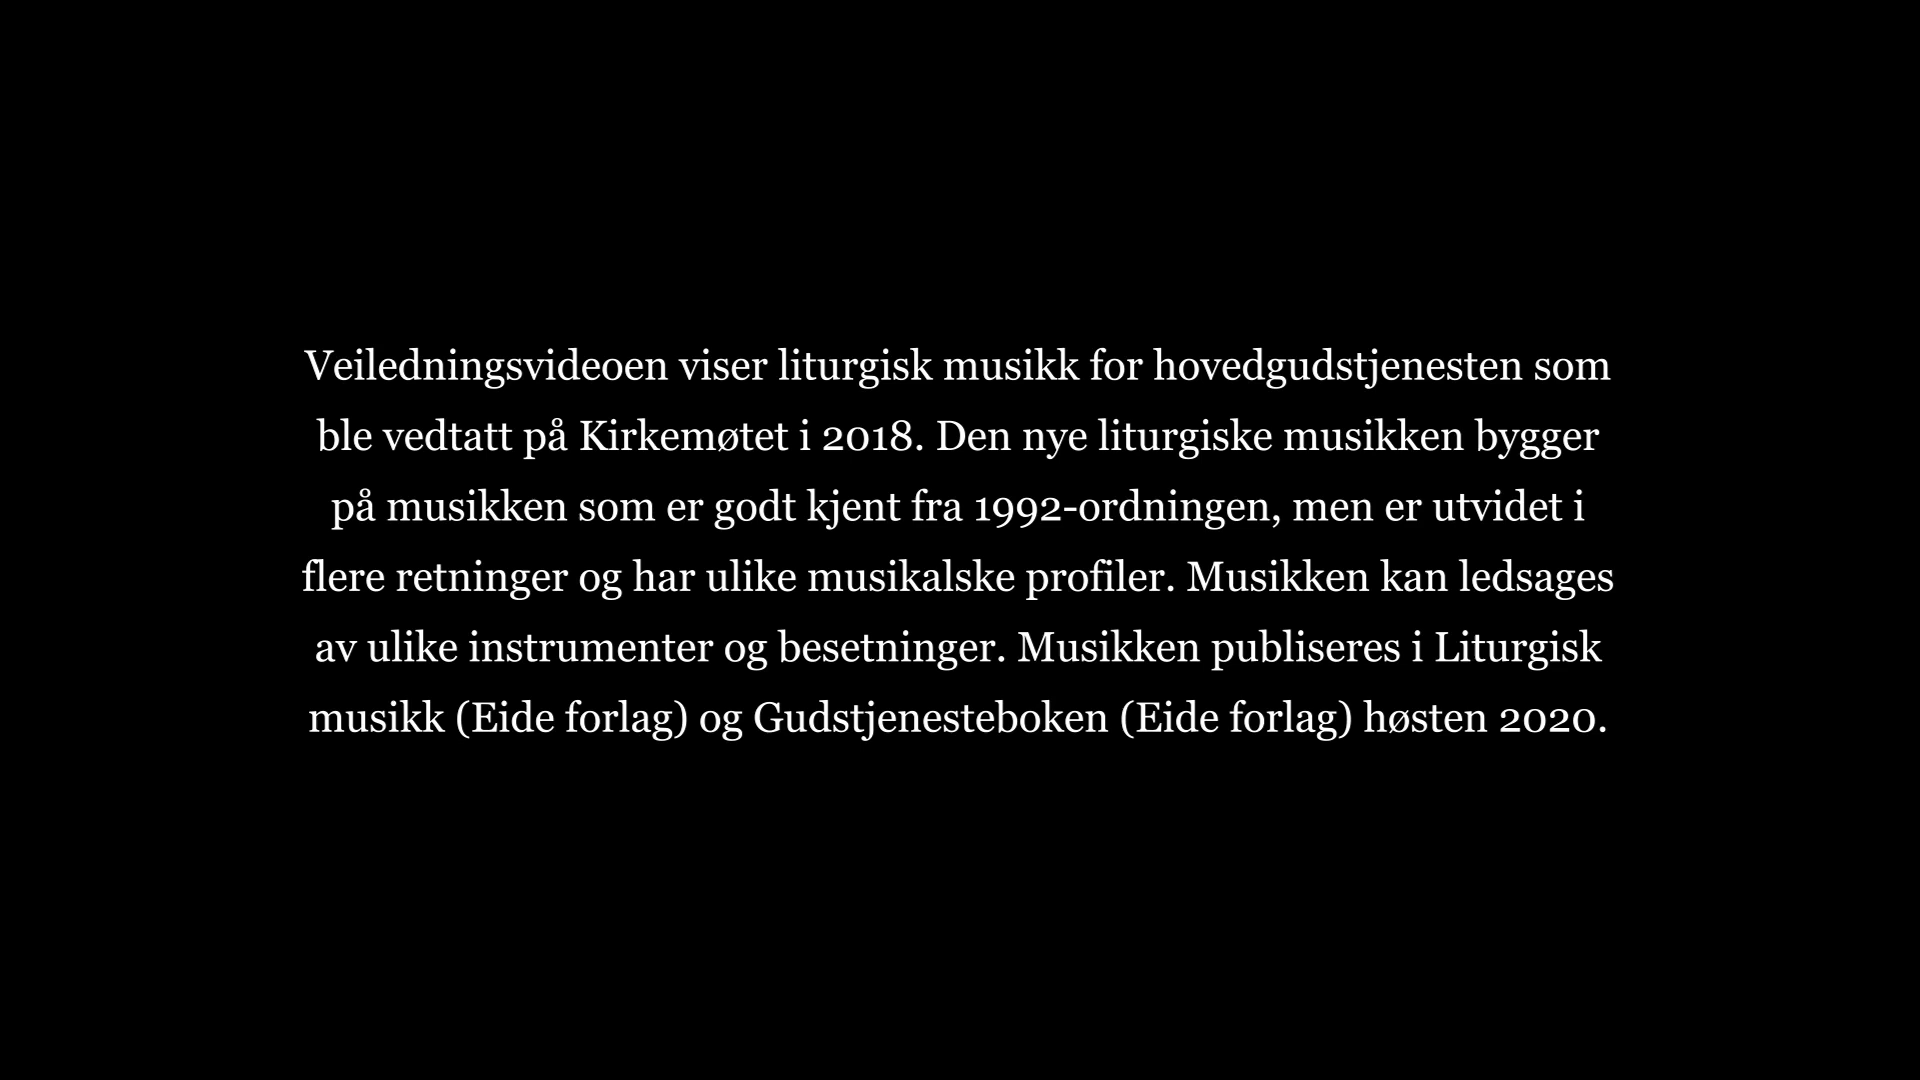 Veiledningsvideoen viser liturgisk musikk for hovedgudstjenesten som
ble vedtatt på Kirkemøtet i 2018. Den nye liturgiske musikken bygger
på musikken som er godt kjent fra 1992-ordningen, men er utvidet i
flere retninger og har ulike musikalske profiler. Musikken kan ledsages
av ulike instrumenter og besetninger. Musikken publiseres i Liturgisk
musikk (Eide forlag) og Gudstjenesteboken (Eide forlag) høsten 2020.